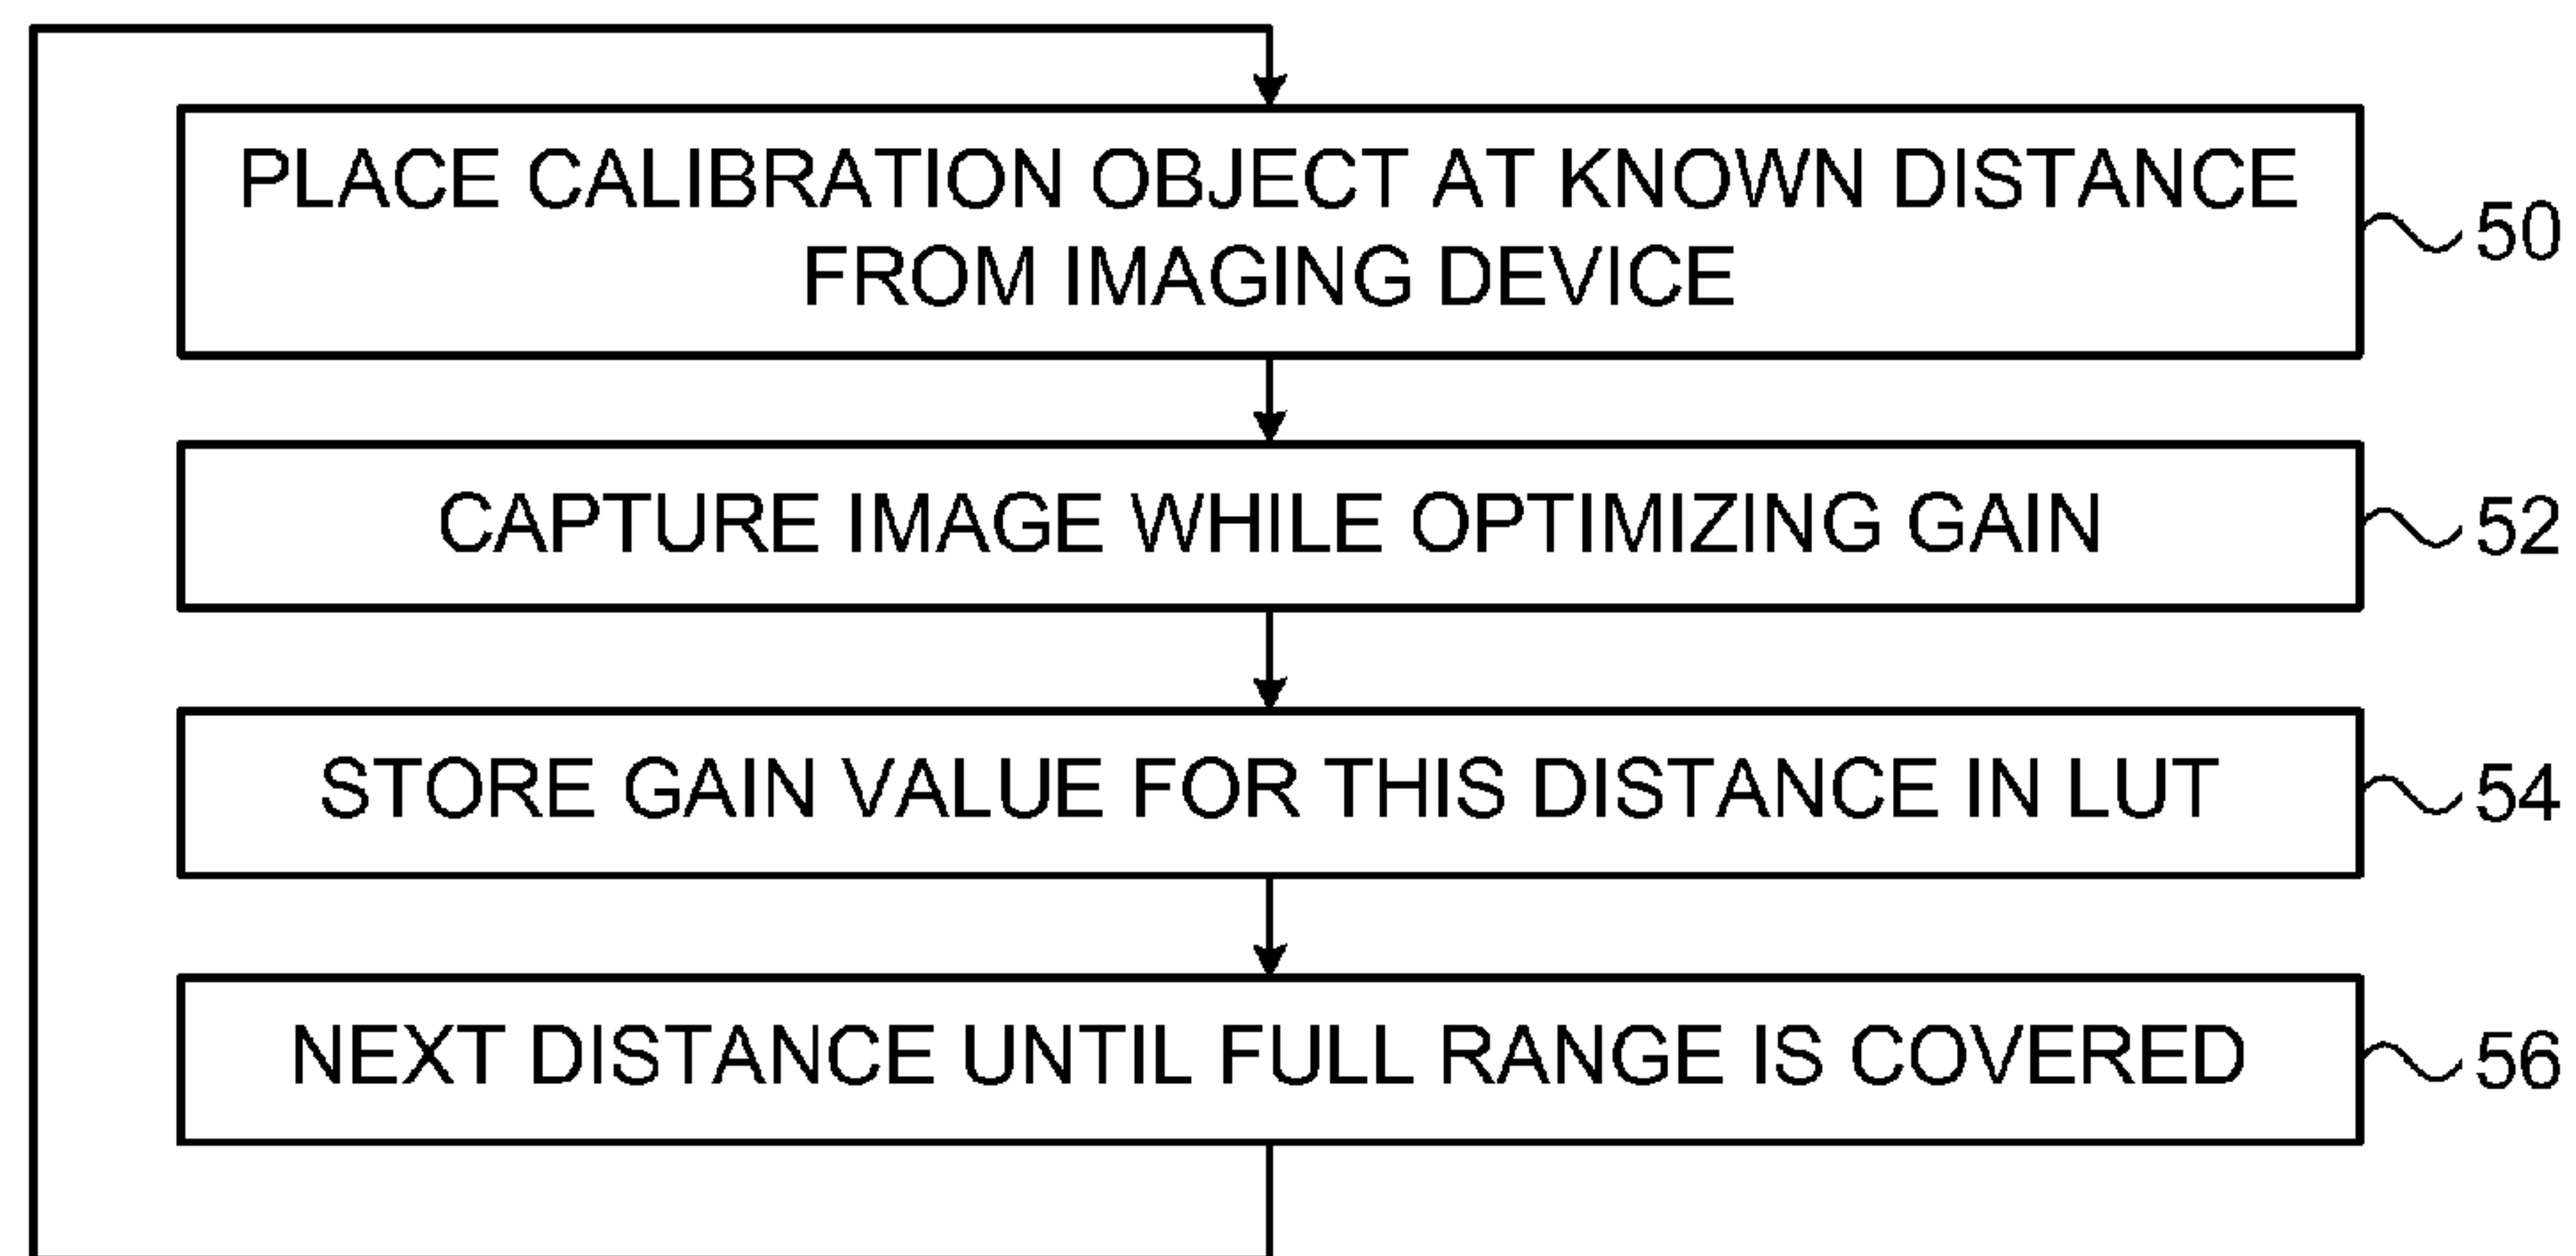 PLACE CALIBRATION OBJECT AT KNOWN DISTANCE
FROM IMAGING DEVICE
50
CAPTURE IMAGE WHILE OPTIMIZING GAIN
52
STORE GAIN VALUE FOR THIS DISTANCE IN LUT
54
NEXT DISTANCE UNTIL FULL RANGE IS COVERED
56